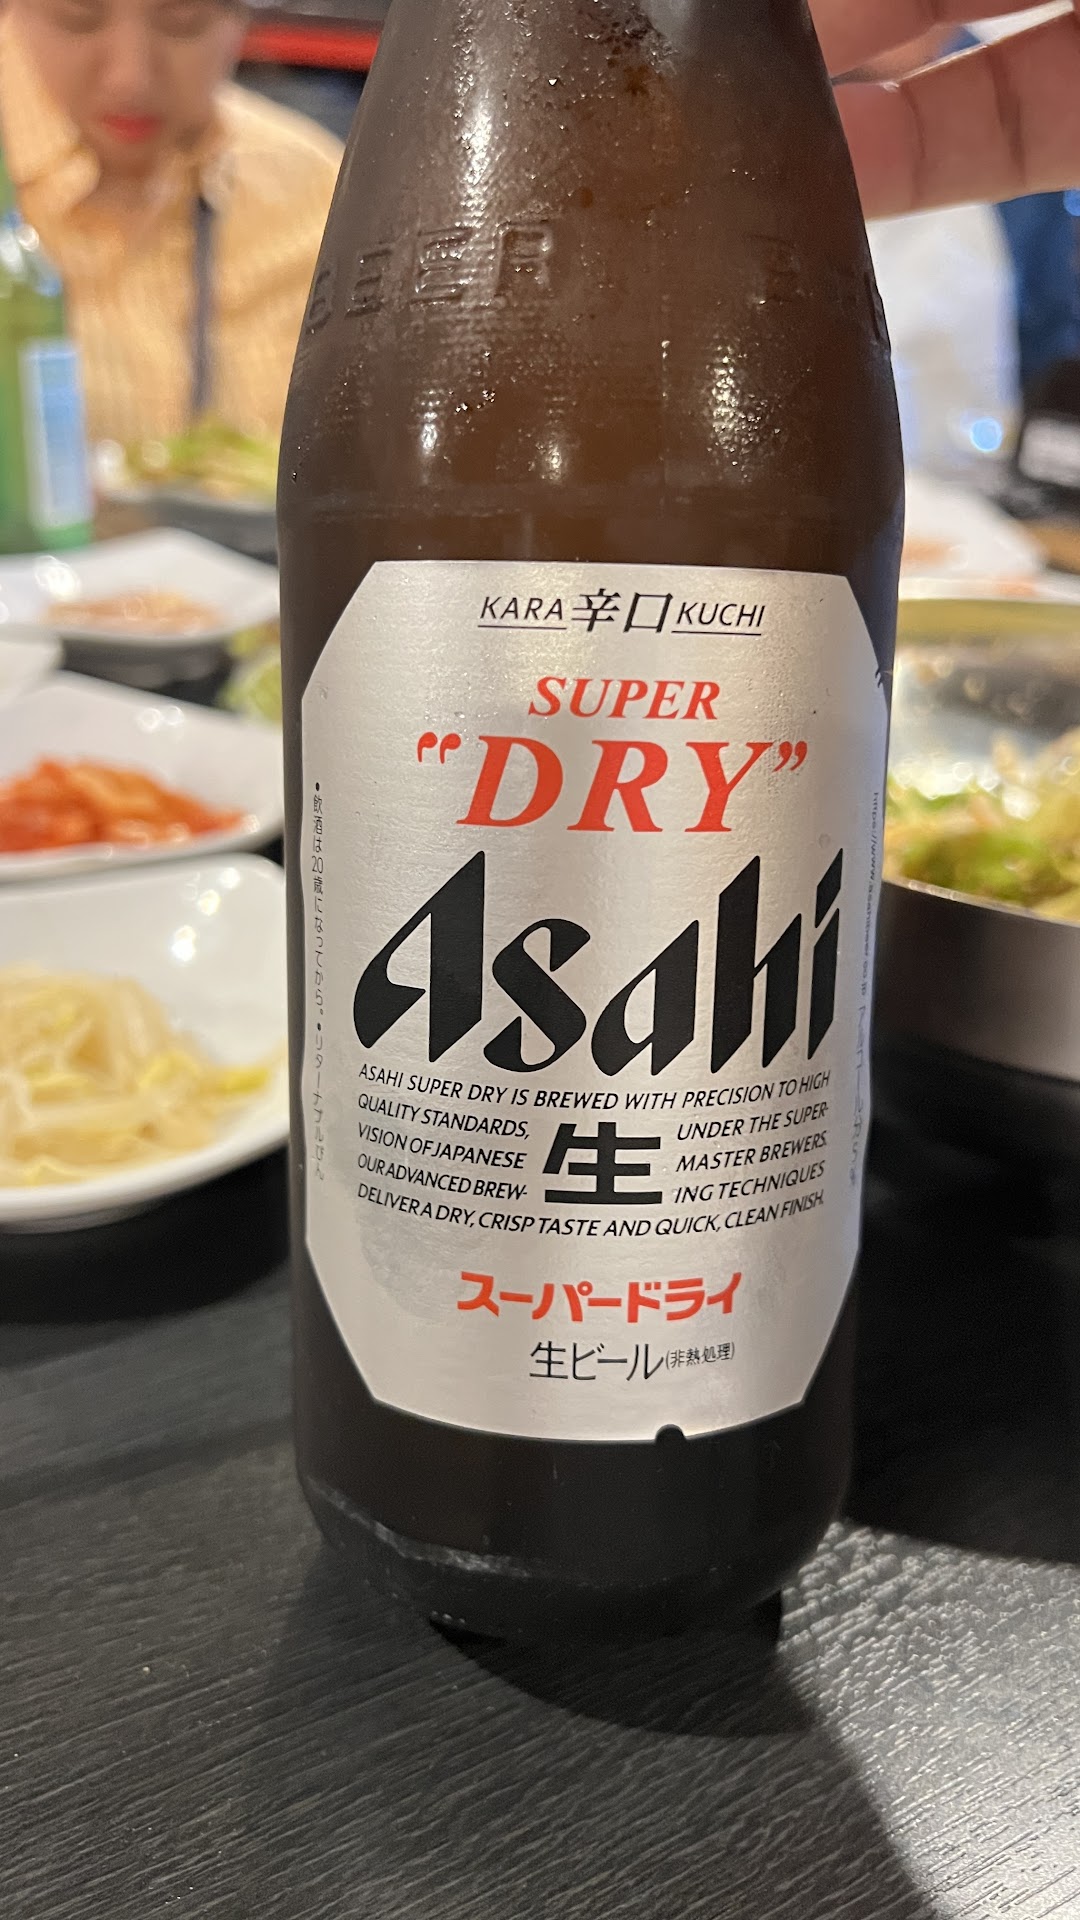 BEER
KARA 辛口 KUCHI
SUPER
“DRY”
Asahi
ASAHI SUPER DRY IS BREWED WITH PRECISION TO HIGH
QUALITY STANDARDS, UNDER THE SUPER-
VISION OF JAPANESE MASTER BREWERS.
OUR ADVANCED BREW- ING TECHNIQUES
DELIVER A DRY, CRISP TASTE AND QUICK, CLEAN FINISH.
生
スーパードライ
生ビール(非熱処理)
•飲酒は20歳になってから。•リターナブルびん